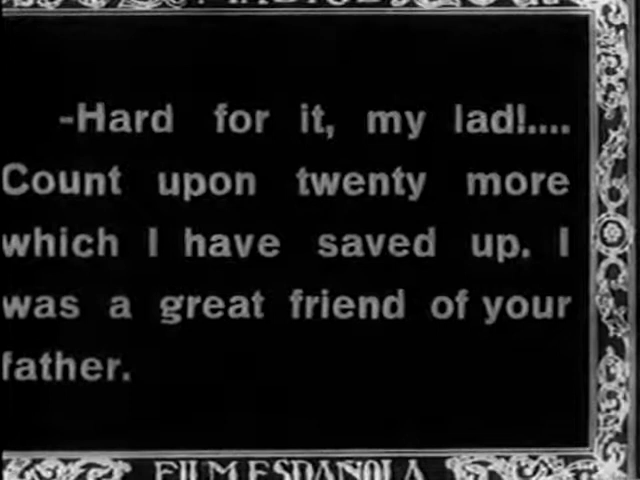 -Hard for it, my lad!....
Count upon twenty more
which I have saved up. I
was a great friend of your
father.
FILM ESPAÑOLA